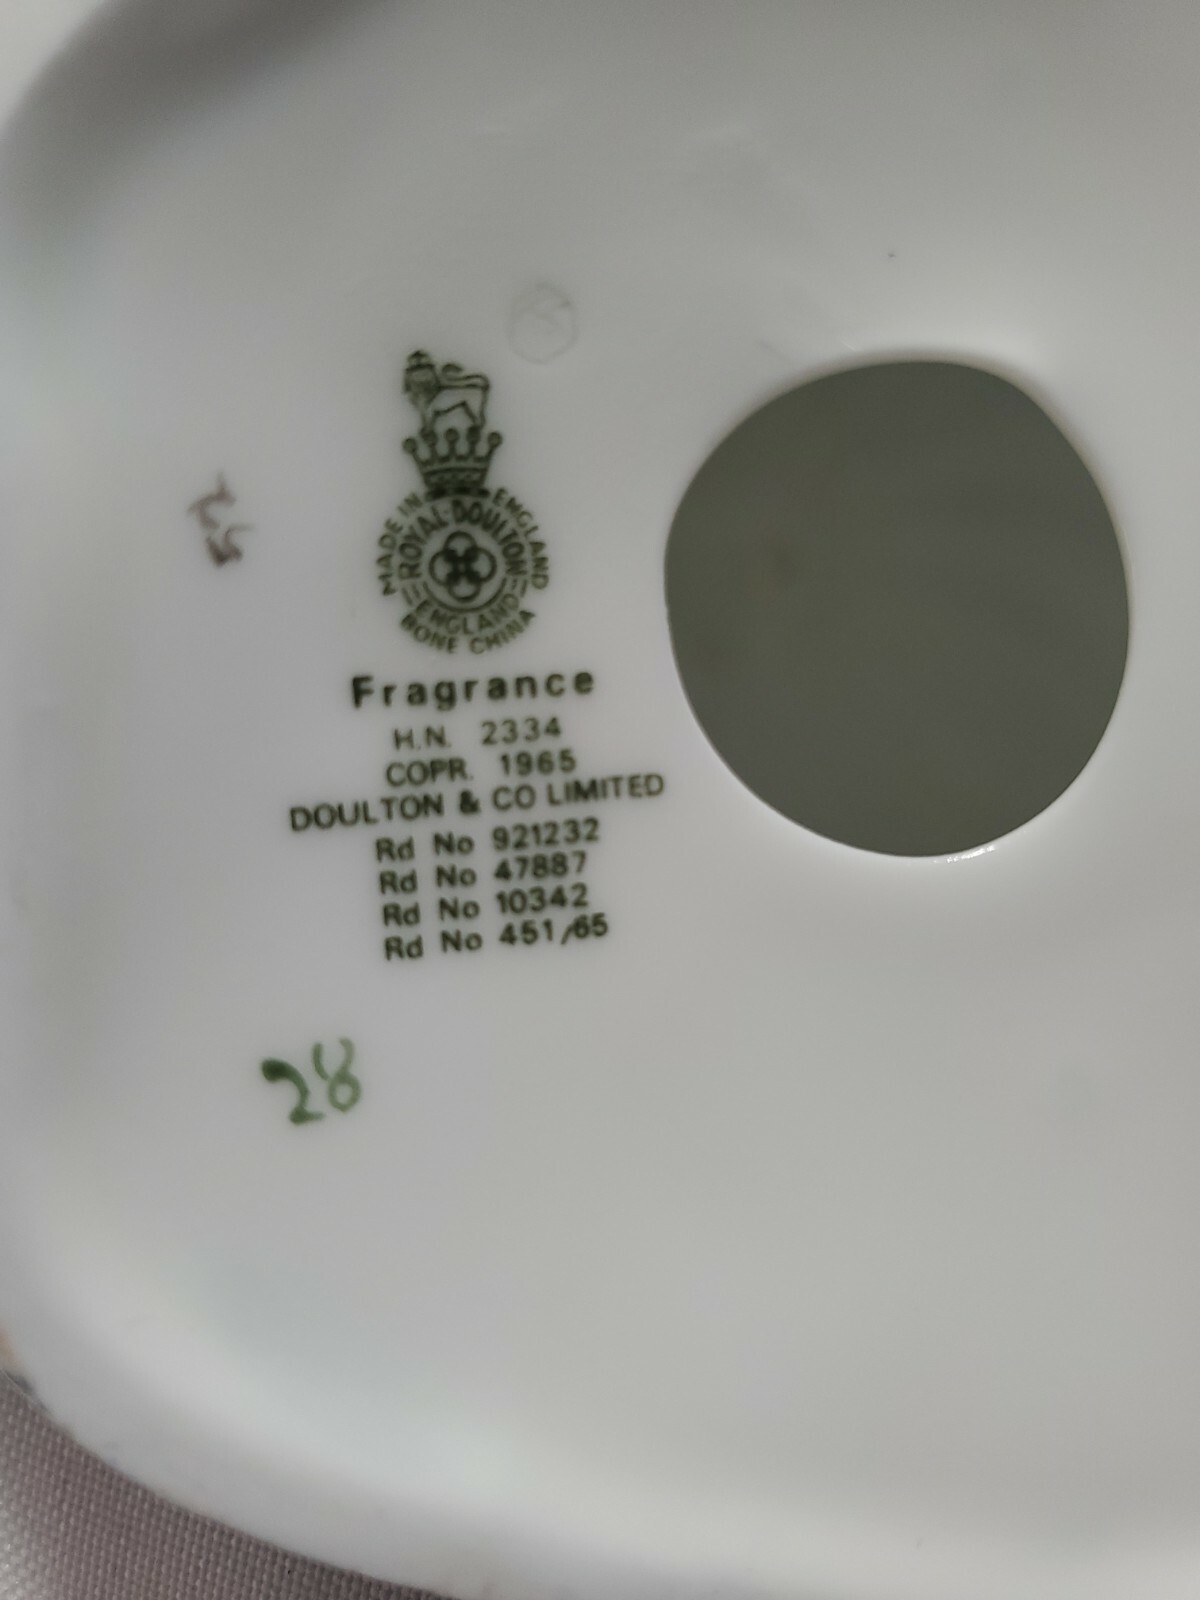 MADE IN ENGLAND
ROYAL·DOULTON
ENGLAND
BONE CHINA
Fragrance
H.N. 2334
COPR. 1965
DOULTON & CO LIMITED
Rd No 921232
Rd No 47887
Rd No 10342
Rd No 451/65
28